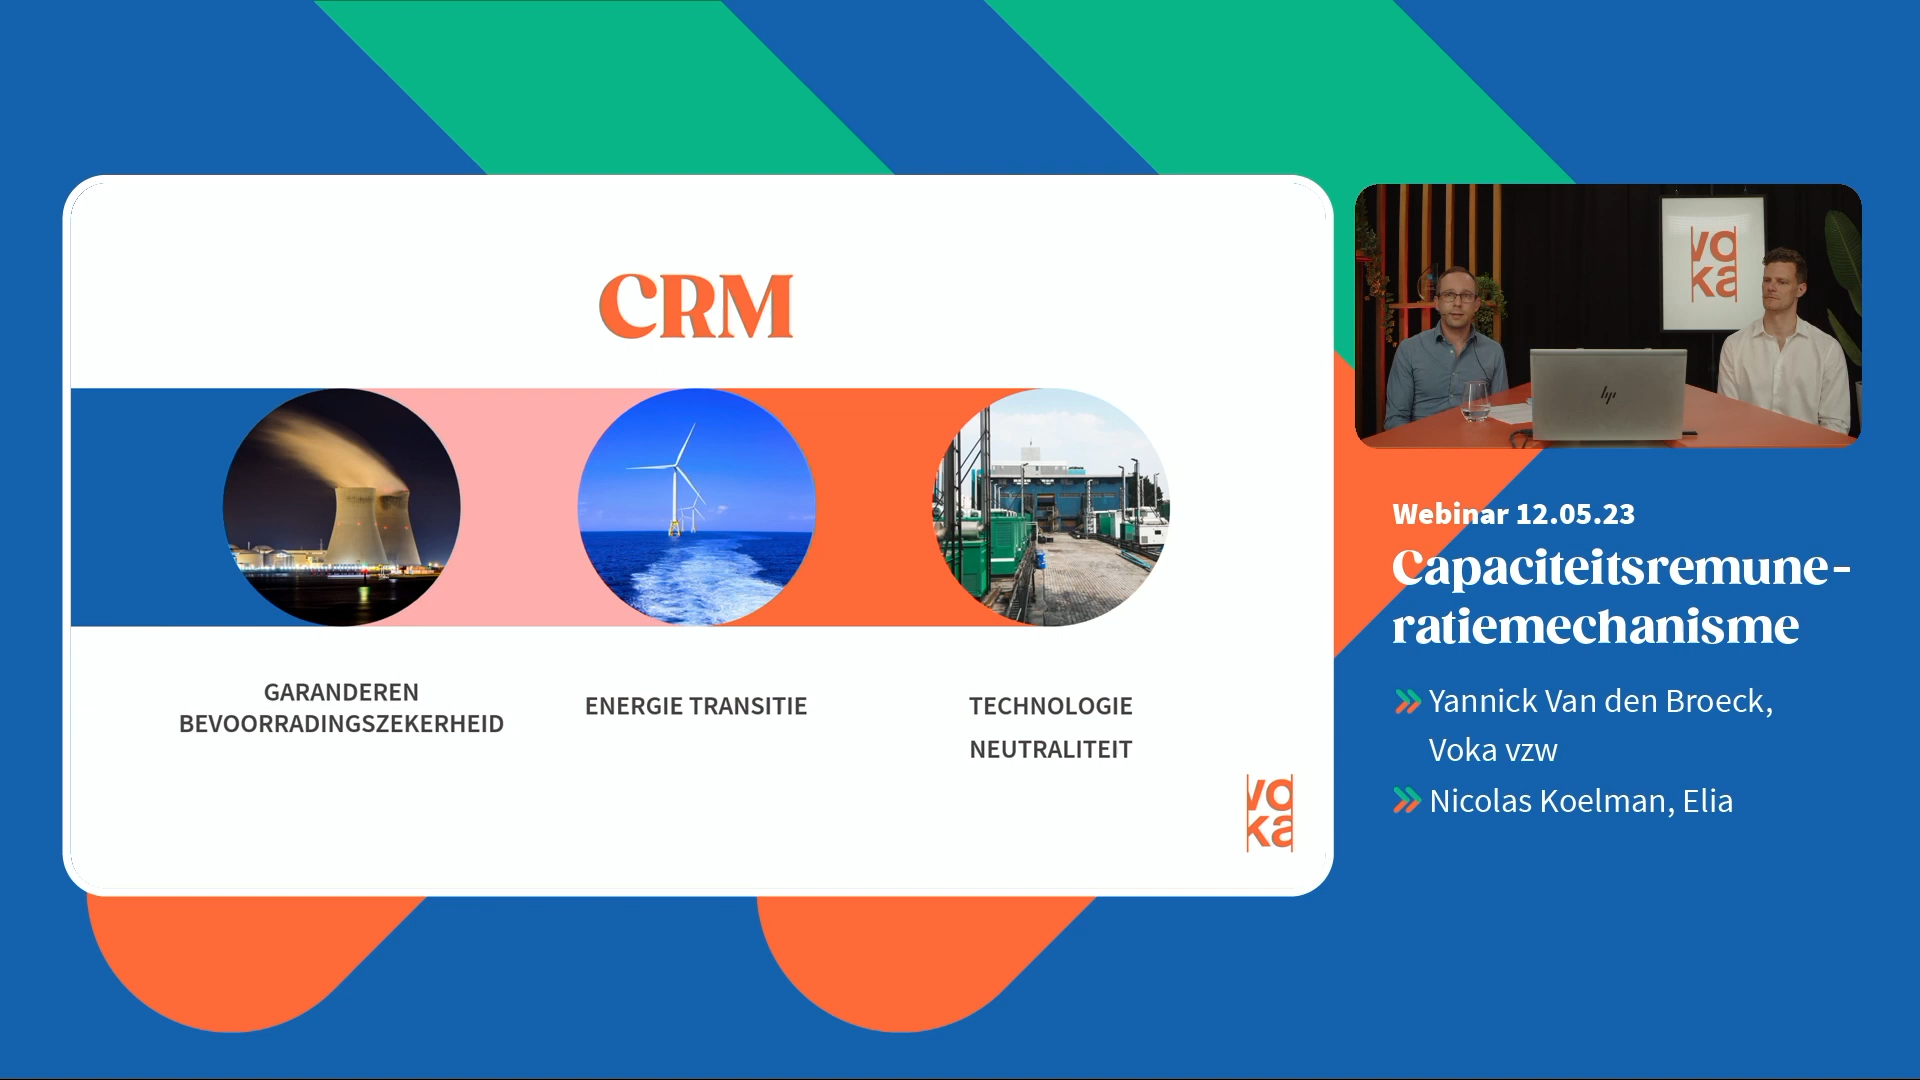 CRM
GARANDEREN
BEVOORRADINGSZEKERHEID
ENERGIE TRANSITIE
TECHNOLOGIE
NEUTRALITEIT
vo
ka
vo
ka
hp
Webinar 12.05.23
Capaciteitsremune-
ratiemechanisme
Yannick Van den Broeck,
Voka vzw
Nicolas Koelman, Elia